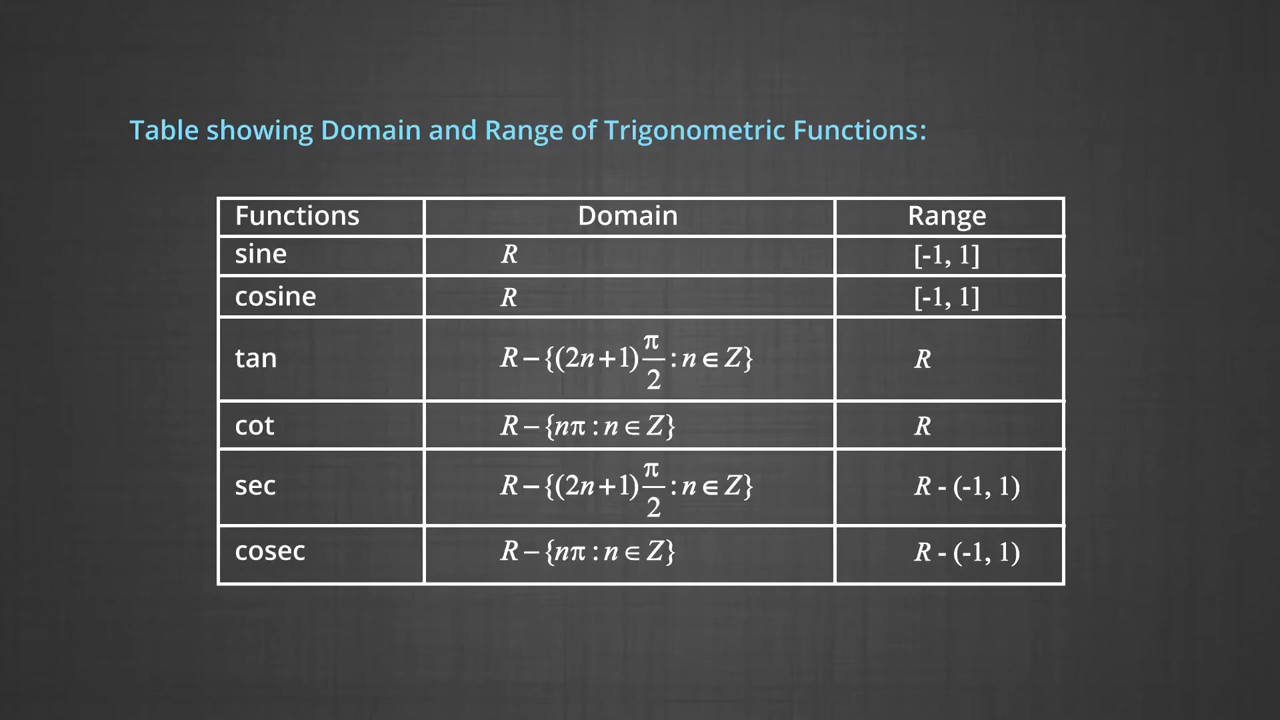 Table showing Domain and Range of Trigonometric Functions:
Functions Domain Range
sine R [-1, 1]
cosine R [-1, 1]
tan R – {(2n+1) π/2 : n ∈ Z} R
cot R – {nπ : n ∈ Z} R
sec R – {(2n+1) π/2 : n ∈ Z} R - (-1, 1)
cosec R – {nπ : n ∈ Z} R - (-1, 1)